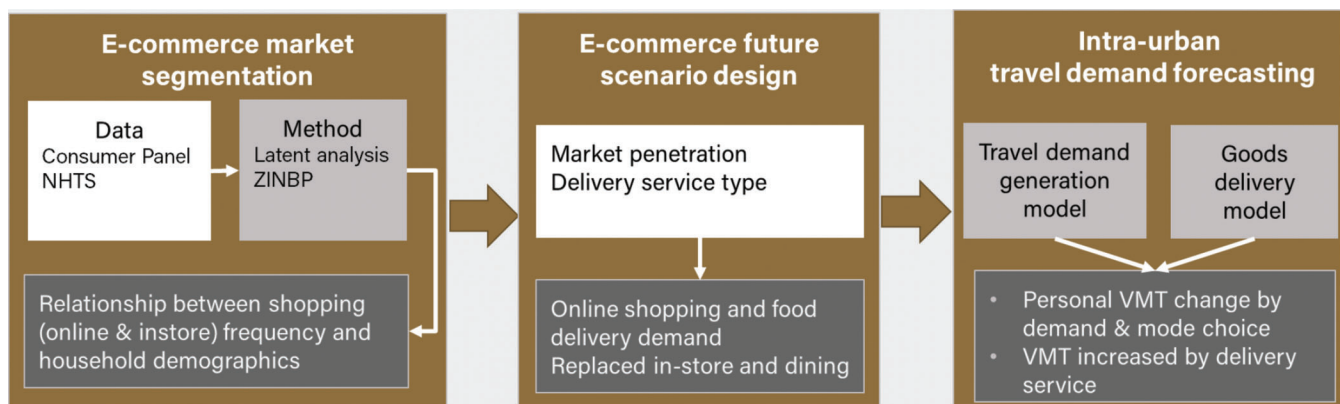 E-commerce market
segmentation
Data
Consumer Panel
NHTS
Method
Latent analysis
ZINBP
Relationship between shopping
(online & instore) frequency and
household demographics
E-commerce future
scenario design
Market penetration
Delivery service type
Online shopping and food
delivery demand
Replaced in-store and dining
Intra-urban
travel demand forecasting
Travel demand
generation
model
Goods
delivery
model
• Personal VMT change by
demand & mode choice
• VMT increased by delivery
service